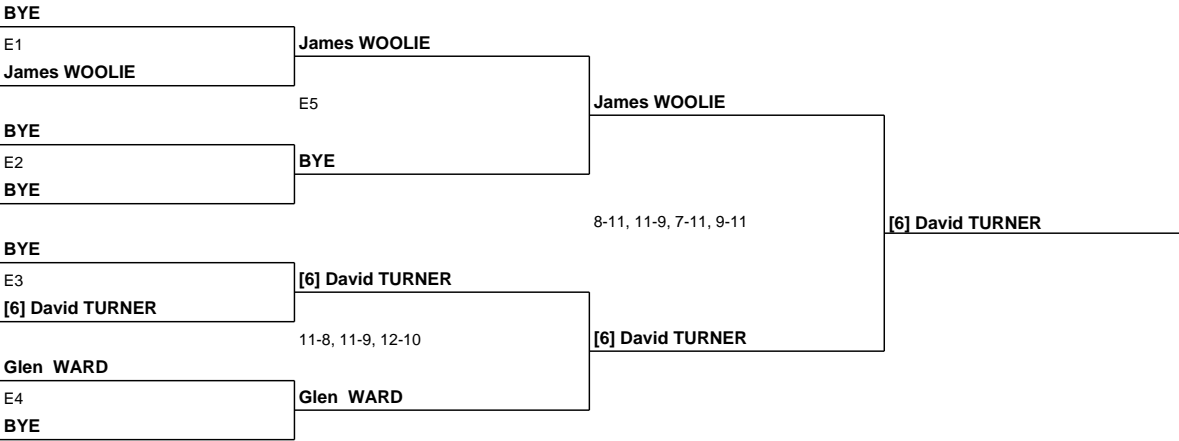 BYE
E1
James WOOLIE
James WOOLIE
E5
James WOOLIE
BYE
E2
BYE
BYE
8-11, 11-9, 7-11, 9-11
[6] David TURNER
BYE
E3
[6] David TURNER
[6] David TURNER
11-8, 11-9, 12-10
[6] David TURNER
Glen WARD
E4
Glen WARD
BYE